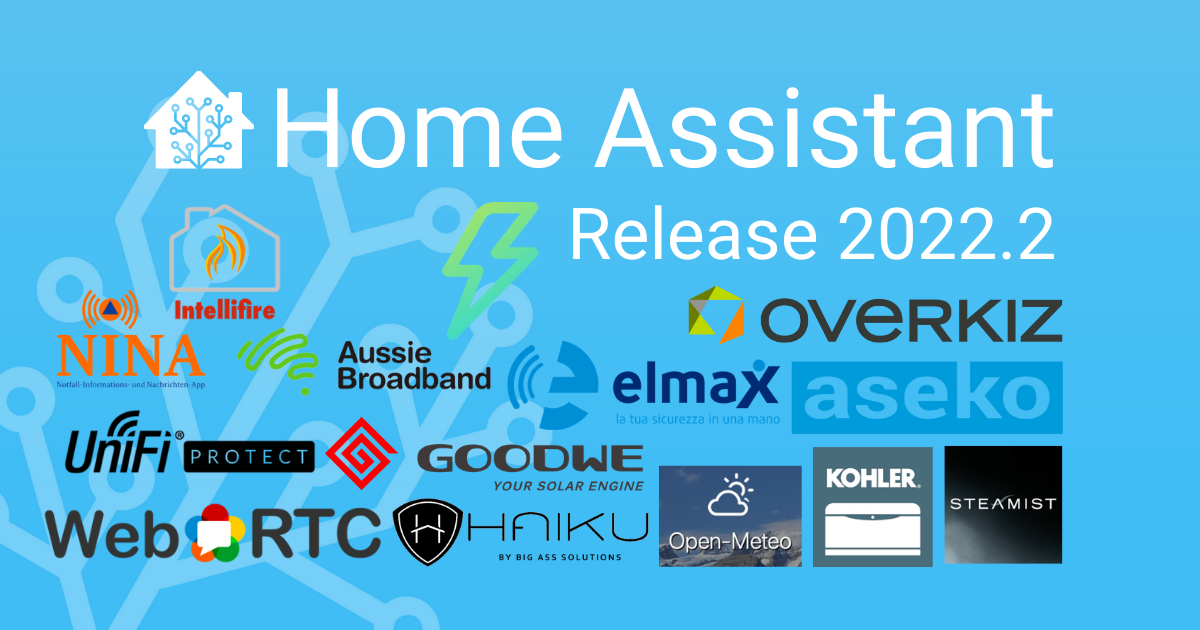 Home Assistant
Release 2022.2
Intellifire
OVERKIZ
NINA
Notfall-Informations- und Nachrichten-App
Aussie
Broadband
elmax
la tua sicurezza in una mano
aseko
UniFi®
PROTECT
GOODWE
YOUR SOLAR ENGINE
Open-Meteo
KOHLER.
STEAMIST
Web RTC
HAIKU
BY BIG ASS SOLUTIONS